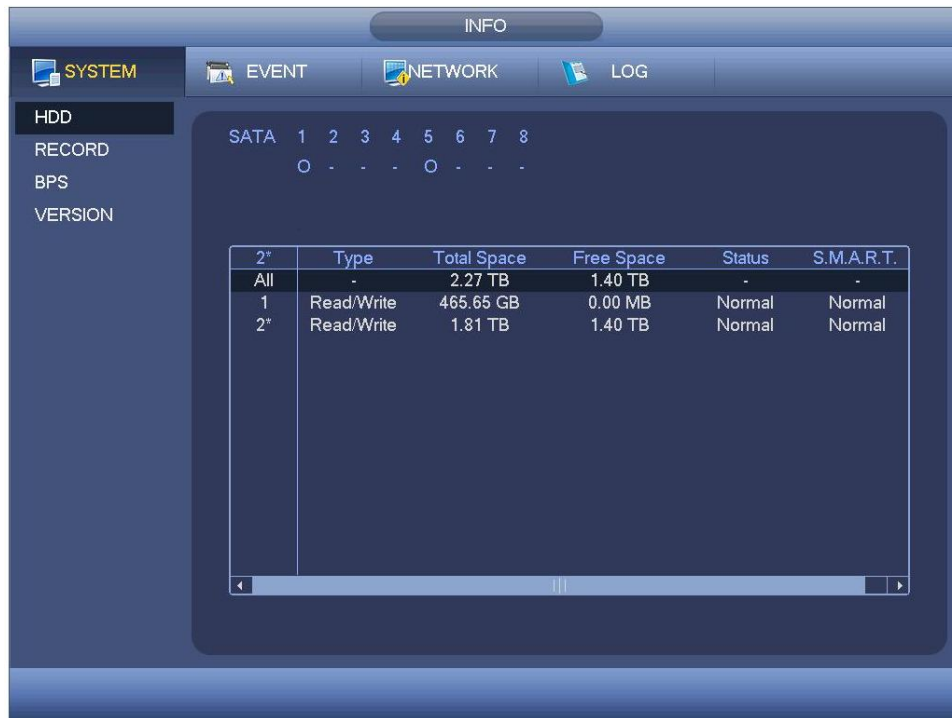 INFO
SYSTEM EVENT NETWORK LOG
HDD
RECORD
BPS
VERSION
SATA 1 2 3 4 5 6 7 8
O - - - O - - -
2* Type Total Space Free Space Status S.M.A.R.T.
All - 2.27 TB 1.40 TB - -
1 Read/Write 465.65 GB 0.00 MB Normal Normal
2* Read/Write 1.81 TB 1.40 TB Normal Normal